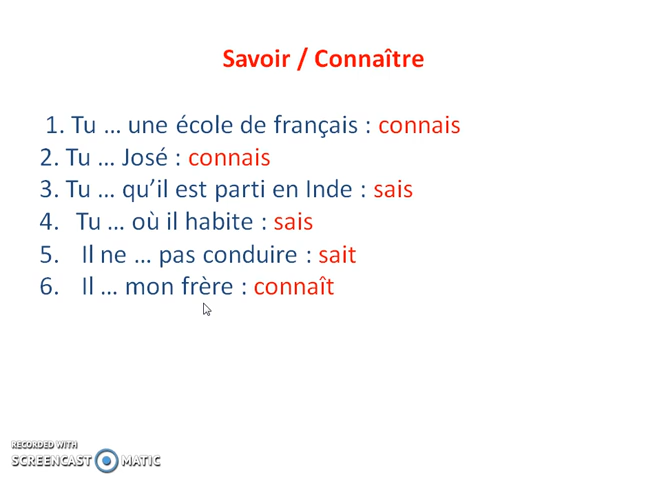 Savoir / Connaître
1. Tu ... une école de français : connais
2. Tu ... José : connais
3. Tu ... qu’il est parti en Inde : sais
4. Tu ... où il habite : sais
5. Il ne ... pas conduire : sait
6. Il ... mon frère : connaît
RECORDED WITH
SCREENCAST MATIC